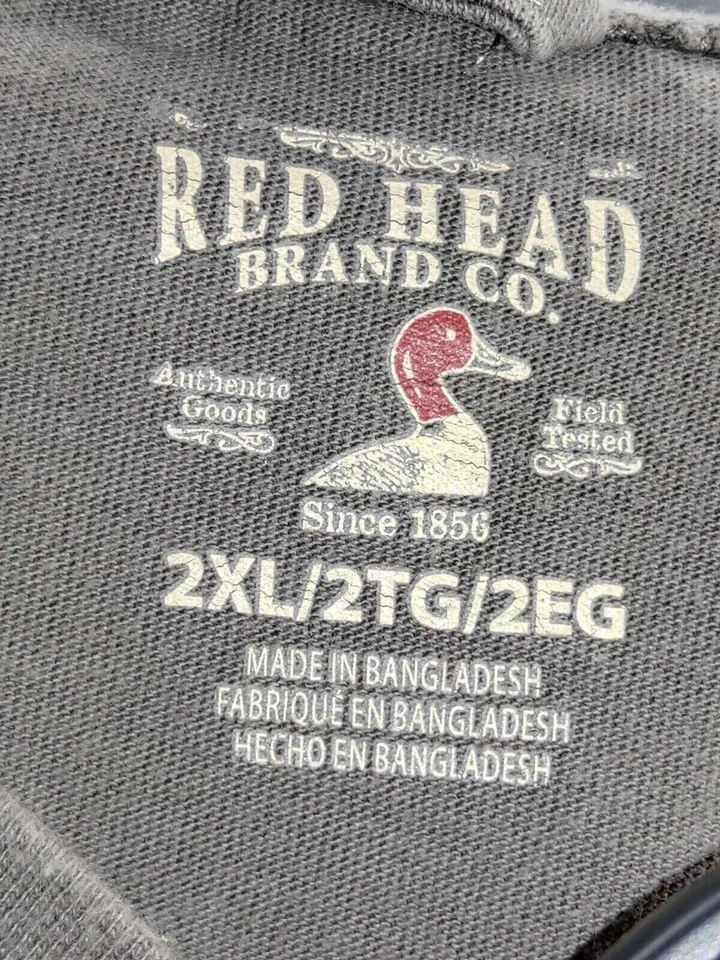 RED HEAD
BRAND CO.
Authentic
Goods
Field
Tested
Since 1856
2XL/2TG/2EG
MADE IN BANGLADESH
FABRIQUÉ EN BANGLADESH
HECHO EN BANGLADESH